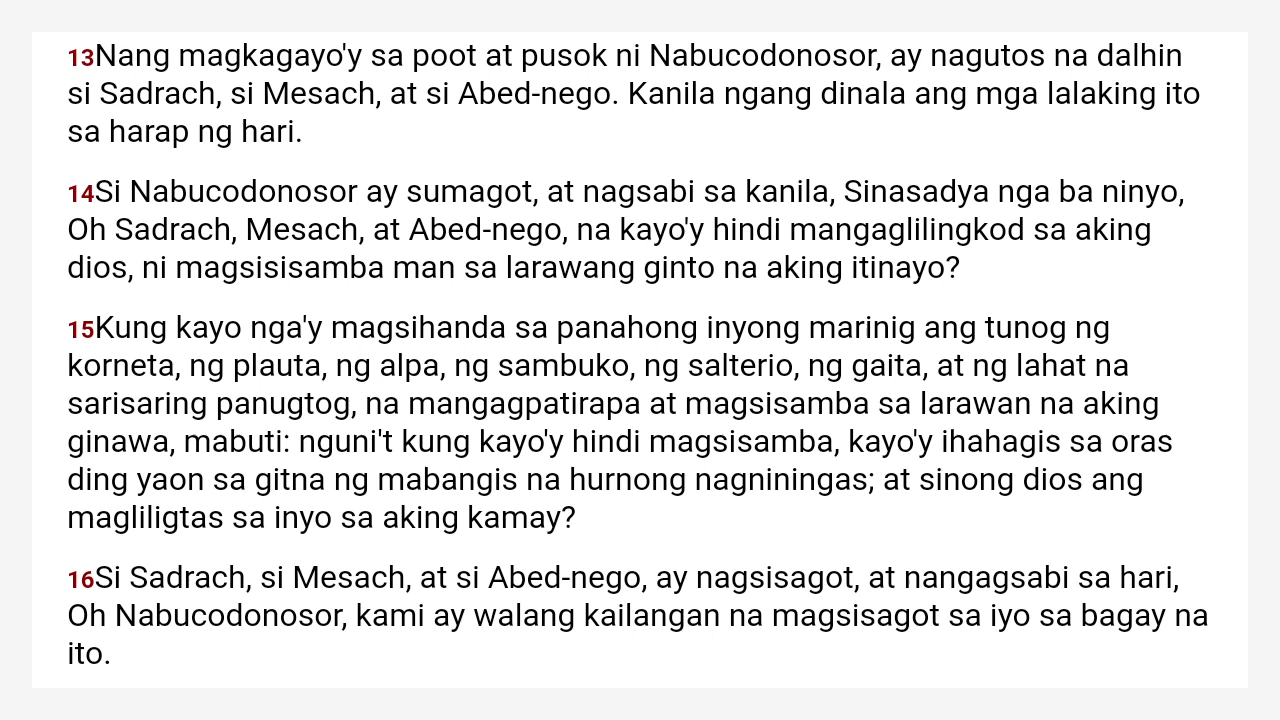 13Nang magkagayo'y sa poot at pusok ni Nabucodonosor, ay nagutos na dalhin
si Sadrach, si Mesach, at si Abed-nego. Kanila ngang dinala ang mga lalaking ito
sa harap ng hari.
14Si Nabucodonosor ay sumagot, at nagsabi sa kanila, Sinasadya nga ba ninyo,
Oh Sadrach, Mesach, at Abed-nego, na kayo'y hindi mangaglilingkod sa aking
dios, ni magsisisamba man sa larawang ginto na aking itinayo?
15Kung kayo nga'y magsihanda sa panahong inyong marinig ang tunog ng
korneta, ng plauta, ng alpa, ng sambuko, ng salterio, ng gaita, at ng lahat na
sarisaring panugtog, na mangagpatirapa at magsisamba sa larawan na aking
ginawa, mabuti: nguni't kung kayo'y hindi magsisamba, kayo'y ihahagis sa oras
ding yaon sa gitna ng mabangis na hurnong nagniningas; at sinong dios ang
magliligtas sa inyo sa aking kamay?
16Si Sadrach, si Mesach, at si Abed-nego, ay nagsisagot, at nangagsabi sa hari,
Oh Nabucodonosor, kami ay walang kailangan na magsisagot sa iyo sa bagay na
ito.